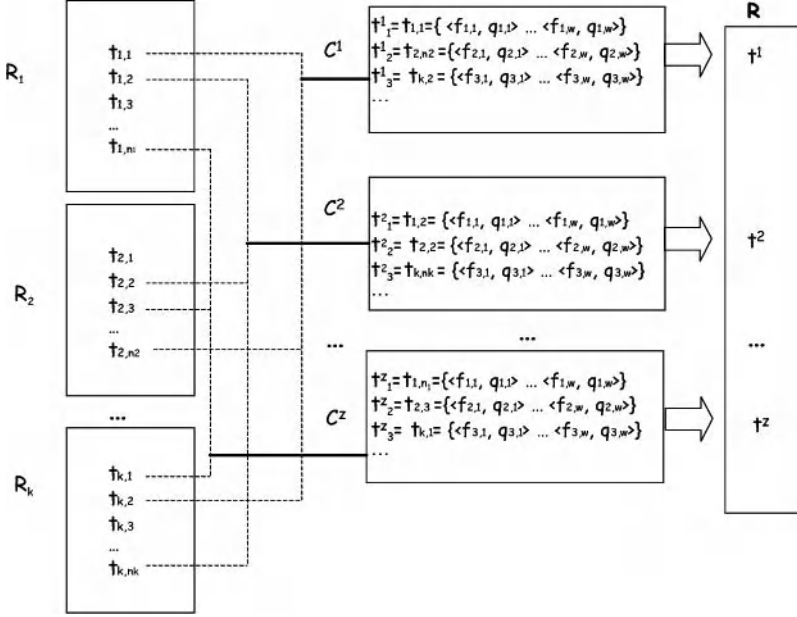 R
R₁
t₁,₁
t₁,₂
t₁,₃
...
t₁,n₁
R₂
t₂,₁
t₂,₂
t₂,₃
...
t₂,n2
...
Rₖ
tk,1
tk,2
tk,3
...
tk,nk
C¹
t¹₁=t₁,₁={ <f₁,₁, q₁,₁> ... <f₁,w, q₁,w>}
t¹₂=t₂,n2={<f₂,₁, q₂,₁> ... <f₂,w, q₂,w>}
t¹₃= tk,2 = {<f₃,₁, q₃,₁> ... <f₃,w, q₃,w>}
...
C²
t²₁=t₁,₂= {<f₁,₁, q₁,₁> ... <f₁,w, q₁,w>}
t²₂= t₂,₂= {<f₂,₁, q₂,₁> ... <f₂,w, q₂,w>}
t²₃=tk,nk = {<f₃,₁, q₃,₁> ... <f₃,w, q₃,w>}
...
... ...
Cᶻ
tᶻ₁=t₁,n₁={<f₁,₁, q₁,₁> ... <f₁,w, q₁,w>}
tᶻ₂=t₂,₃={<f₂,₁, q₂,₁> ... <f₂,w, q₂,w>}
tᶻ₃= tk,1= {<f₃,₁, q₃,₁> ... <f₃,w, q₃,w>}
...
t¹
t²
...
tᶻ